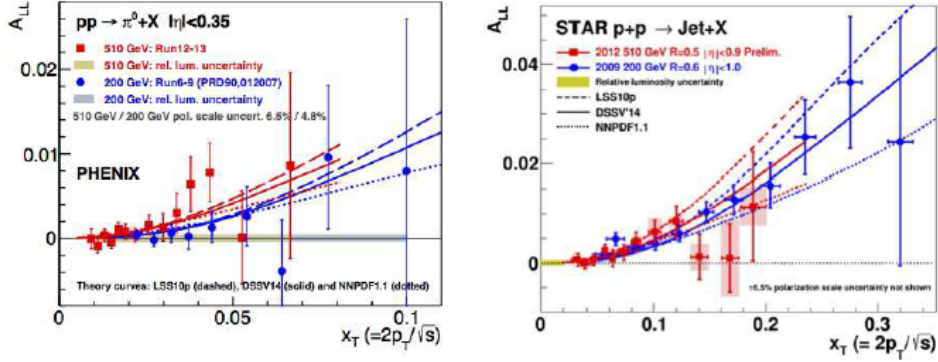 A_LL
pp → π⁰+X |η|<0.35
510 GeV: Run12-13
510 GeV: rel. lum. uncertainty
200 GeV: Run6-9 (PRD90,012007)
200 GeV: rel. lum. uncertainty
510 GeV / 200 GeV pol. scale uncert. 6.5% / 4.8%
0.02
0.01
0
PHENIX
Theory curves: LSS10p (dashed), DSSV14 (solid) and NNPDF1.1 (dotted)
0
0.05
0.1
x_T (=2p_T/√s)
A_LL
STAR p+p → Jet+X
2012 510 GeV R=0.5 |η|<0.9 Prelim.
2009 200 GeV R=0.6 |η|<1.0
Relative luminosity uncertainty
LSS10p
DSSV'14
NNPDF1.1
0.04
0.02
0
±6.5% polarization scale uncertainty not shown
0
0.1
0.2
0.3
x_T (= 2p_T/√s)